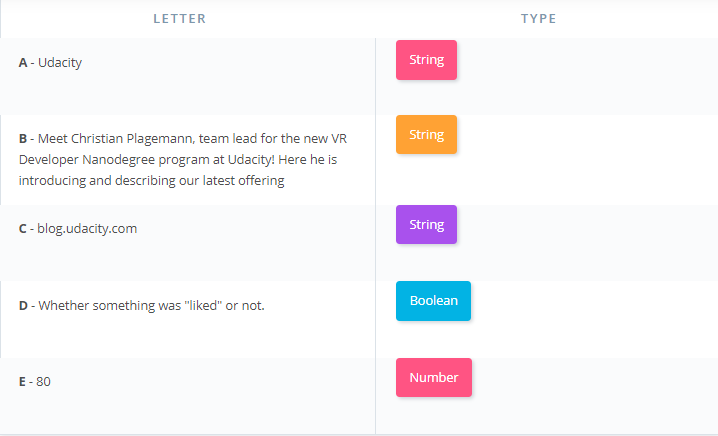 LETTER TYPE
A - Udacity String
B - Meet Christian Plagemann, team lead for the new VR String
Developer Nanodegree program at Udacity! Here he is
introducing and describing our latest offering
C - blog.udacity.com String
D - Whether something was "liked" or not. Boolean
E - 80 Number